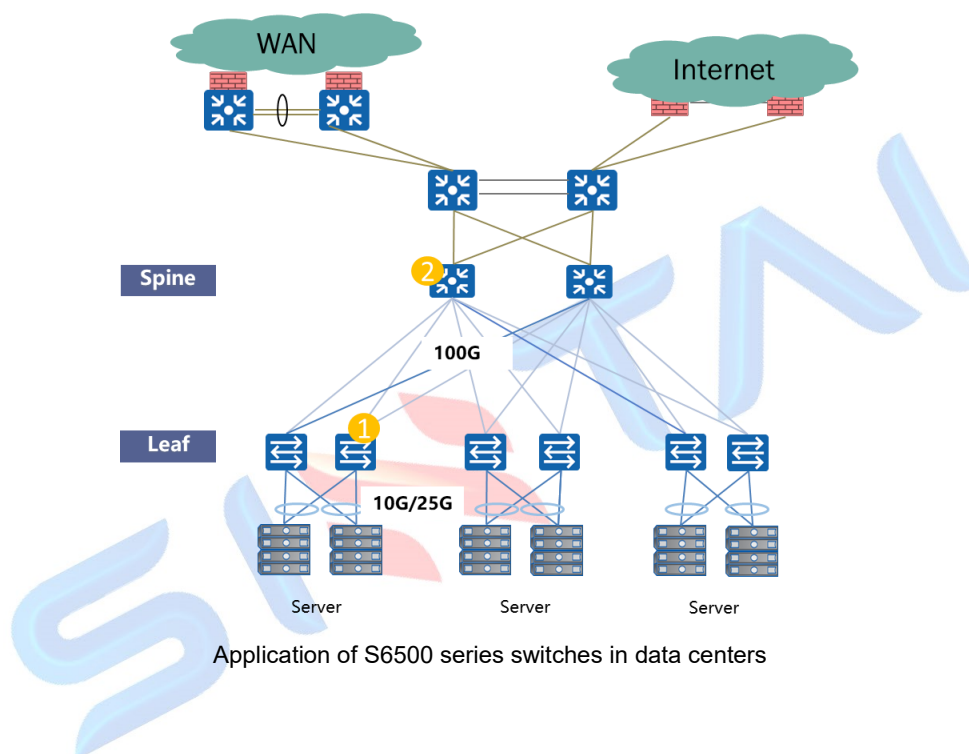 WAN
Internet
2
Spine
100G
1
Leaf
10G/25G
Server
Server
Server
Application of S6500 series switches in data centers